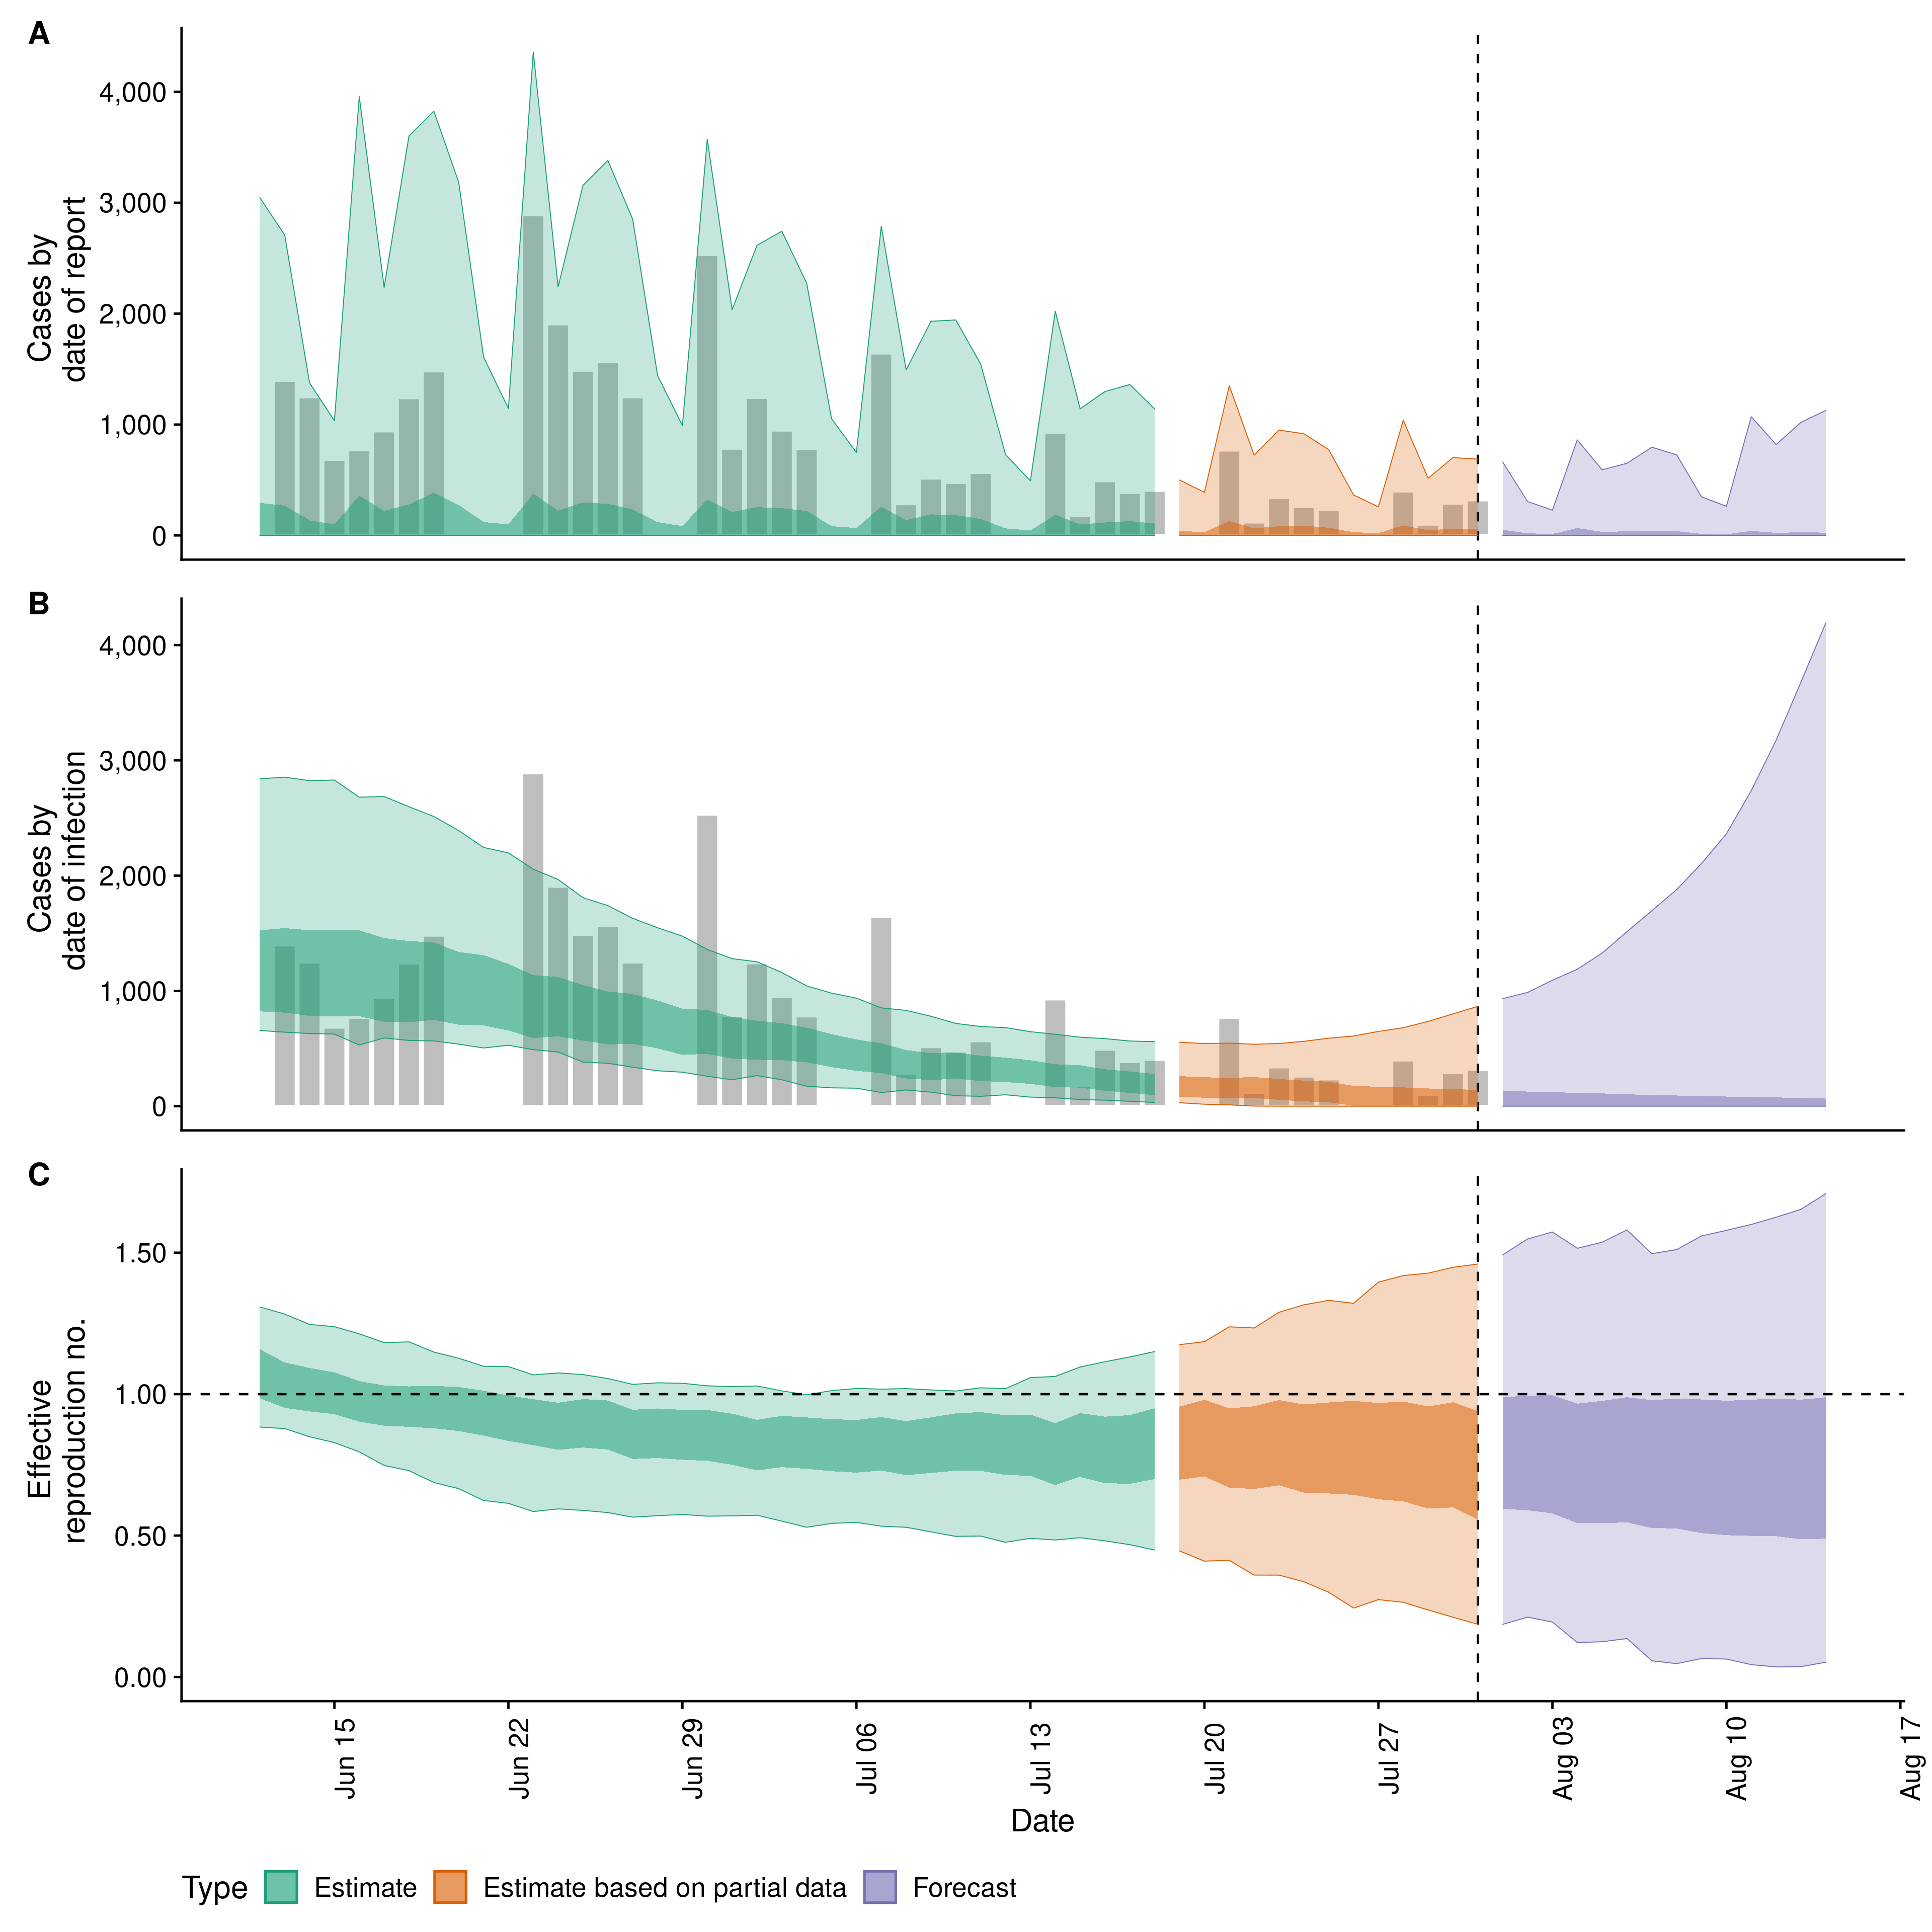 A
Cases by
date of report
4,000
3,000
2,000
1,000
0
B
Cases by
date of infection
4,000
3,000
2,000
1,000
0
C
Effective
reproduction no.
1.50
1.00
0.50
0.00
Jun 15
Jun 22
Jun 29
Jul 06
Jul 13
Jul 20
Jul 27
Aug 03
Aug 10
Aug 17
Date
Type Estimate Estimate based on partial data Forecast